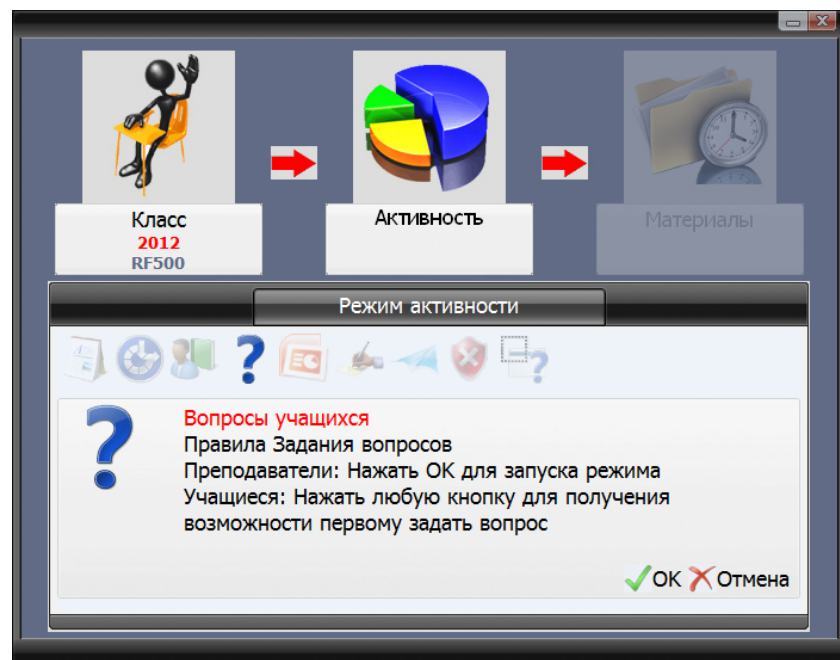 Класс
2012
RF500
Активность
Материалы
Режим активности
Вопросы учащихся
Правила Задания вопросов
Преподаватели: Нажать ОК для запуска режима
Учащиеся: Нажать любую кнопку для получения
возможности первому задать вопрос
ОК Отмена